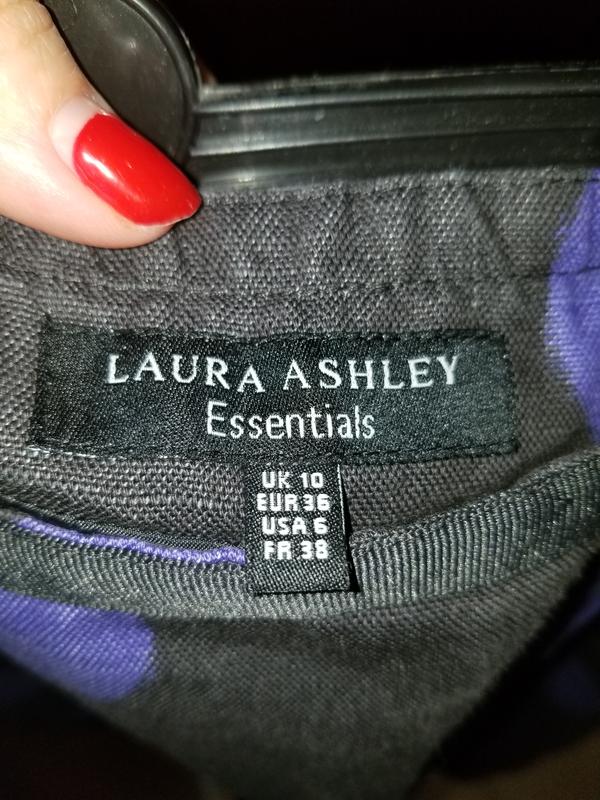 LAURA ASHLEY
Essentials
UK 10
EUR 36
USA 6
FR 38